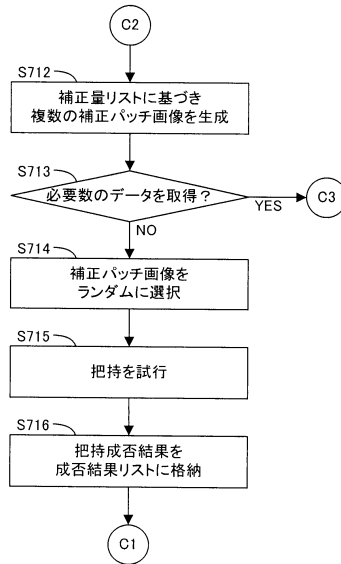 C2
S712
補正量リストに基づき
複数の補正パッチ画像を生成
S713
必要数のデータを取得？
YES
C3
NO
S714
補正パッチ画像を
ランダムに選択
S715
把持を試行
S716
把持成否結果を
成否結果リストに格納
C1